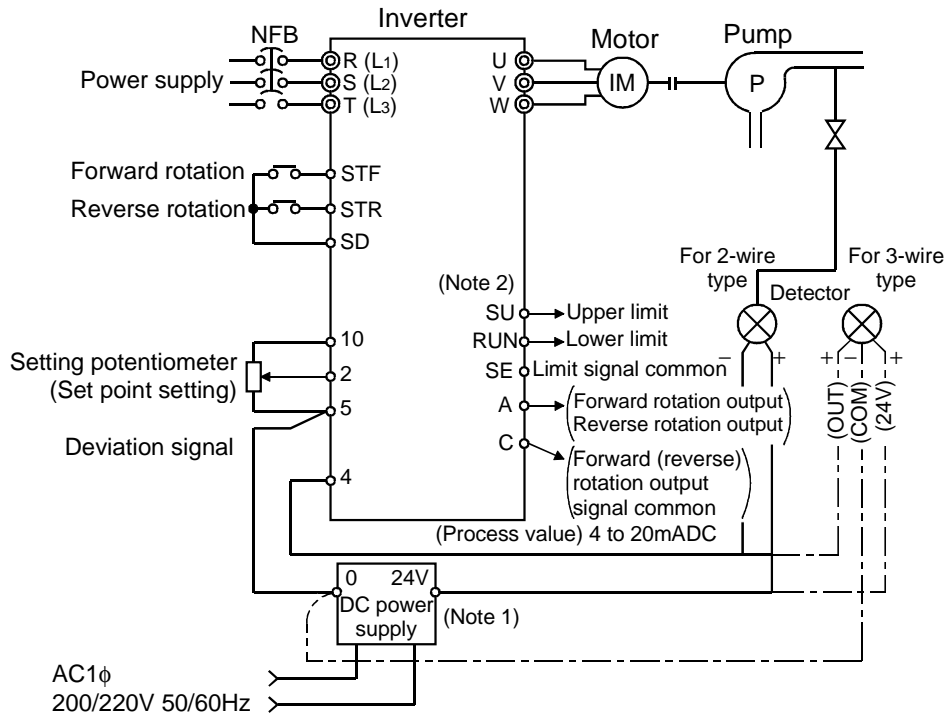 Inverter
NFB
Motor
Pump
Power supply
R (L1)
S (L2)
T (L3)
U
V
W
IM
P
Forward rotation
STF
Reverse rotation
STR
SD
For 2-wire
type
For 3-wire
type
Detector
(Note 2)
SU
Upper limit
RUN
Lower limit
SE
Limit signal common
A
(Forward rotation output
Reverse rotation output)
C
(Forward (reverse)
rotation output
signal common)
10
Setting potentiometer
(Set point setting)
2
5
Deviation signal
4
− +
+ − +
(OUT)
(COM)
(24V)
(Process value) 4 to 20mADC
0 24V
DC power
supply
(Note 1)
AC1ϕ
200/220V 50/60Hz